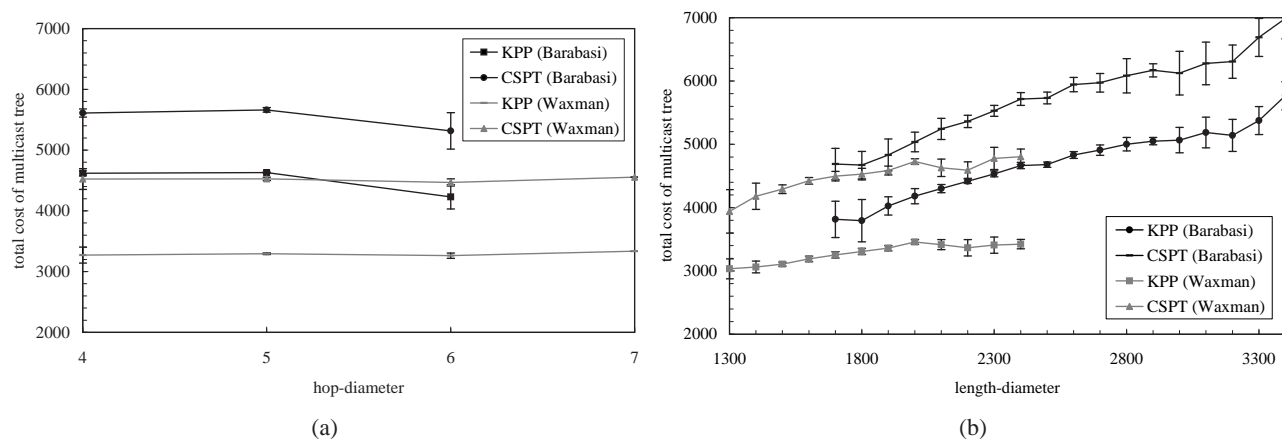 total cost of multicast tree
7000
6000
5000
4000
3000
2000
4
5
6
7
hop-diameter
KPP (Barabasi)
CSPT (Barabasi)
KPP (Waxman)
CSPT (Waxman)
(a)
total cost of multicast tree
7000
6000
5000
4000
3000
2000
1300
1800
2300
2800
3300
length-diameter
KPP (Barabasi)
CSPT (Barabasi)
KPP (Waxman)
CSPT (Waxman)
(b)